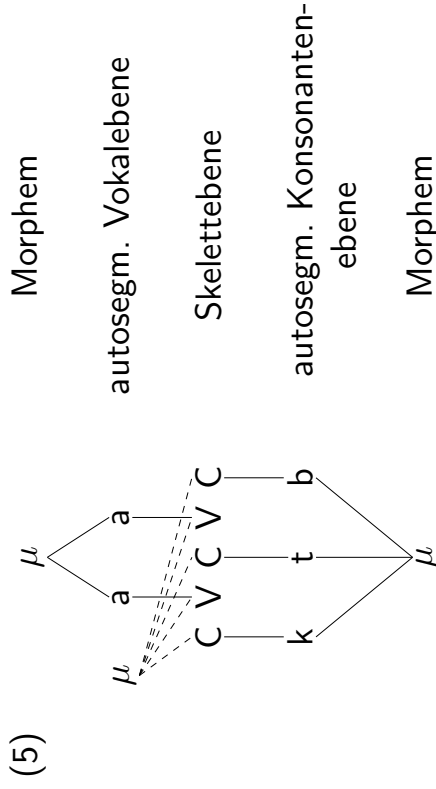 (5)
μ Morphem
μ a a autosegm. Vokalebene
C V C V C Skelettebene
k t b autosegm. Konsonanten-
ebene
μ Morphem